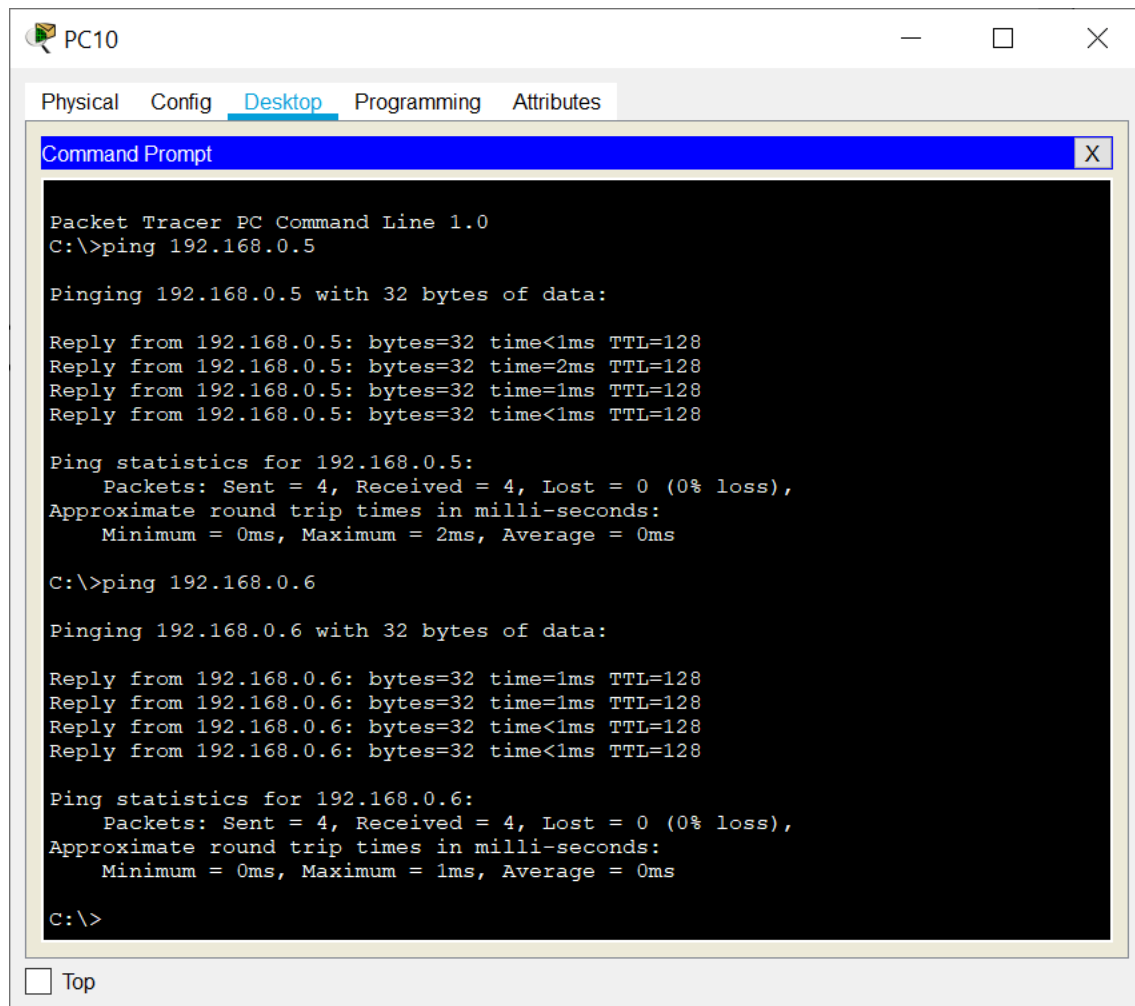 PC10
Physical Config Desktop Programming Attributes
Command Prompt X
Packet Tracer PC Command Line 1.0
C:\>ping 192.168.0.5
Pinging 192.168.0.5 with 32 bytes of data:
Reply from 192.168.0.5: bytes=32 time<1ms TTL=128
Reply from 192.168.0.5: bytes=32 time=2ms TTL=128
Reply from 192.168.0.5: bytes=32 time=1ms TTL=128
Reply from 192.168.0.5: bytes=32 time<1ms TTL=128
Ping statistics for 192.168.0.5:
    Packets: Sent = 4, Received = 4, Lost = 0 (0% loss),
Approximate round trip times in milli-seconds:
    Minimum = 0ms, Maximum = 2ms, Average = 0ms
C:\>ping 192.168.0.6
Pinging 192.168.0.6 with 32 bytes of data:
Reply from 192.168.0.6: bytes=32 time=1ms TTL=128
Reply from 192.168.0.6: bytes=32 time=1ms TTL=128
Reply from 192.168.0.6: bytes=32 time<1ms TTL=128
Reply from 192.168.0.6: bytes=32 time<1ms TTL=128
Ping statistics for 192.168.0.6:
    Packets: Sent = 4, Received = 4, Lost = 0 (0% loss),
Approximate round trip times in milli-seconds:
    Minimum = 0ms, Maximum = 1ms, Average = 0ms
C:\>
Top